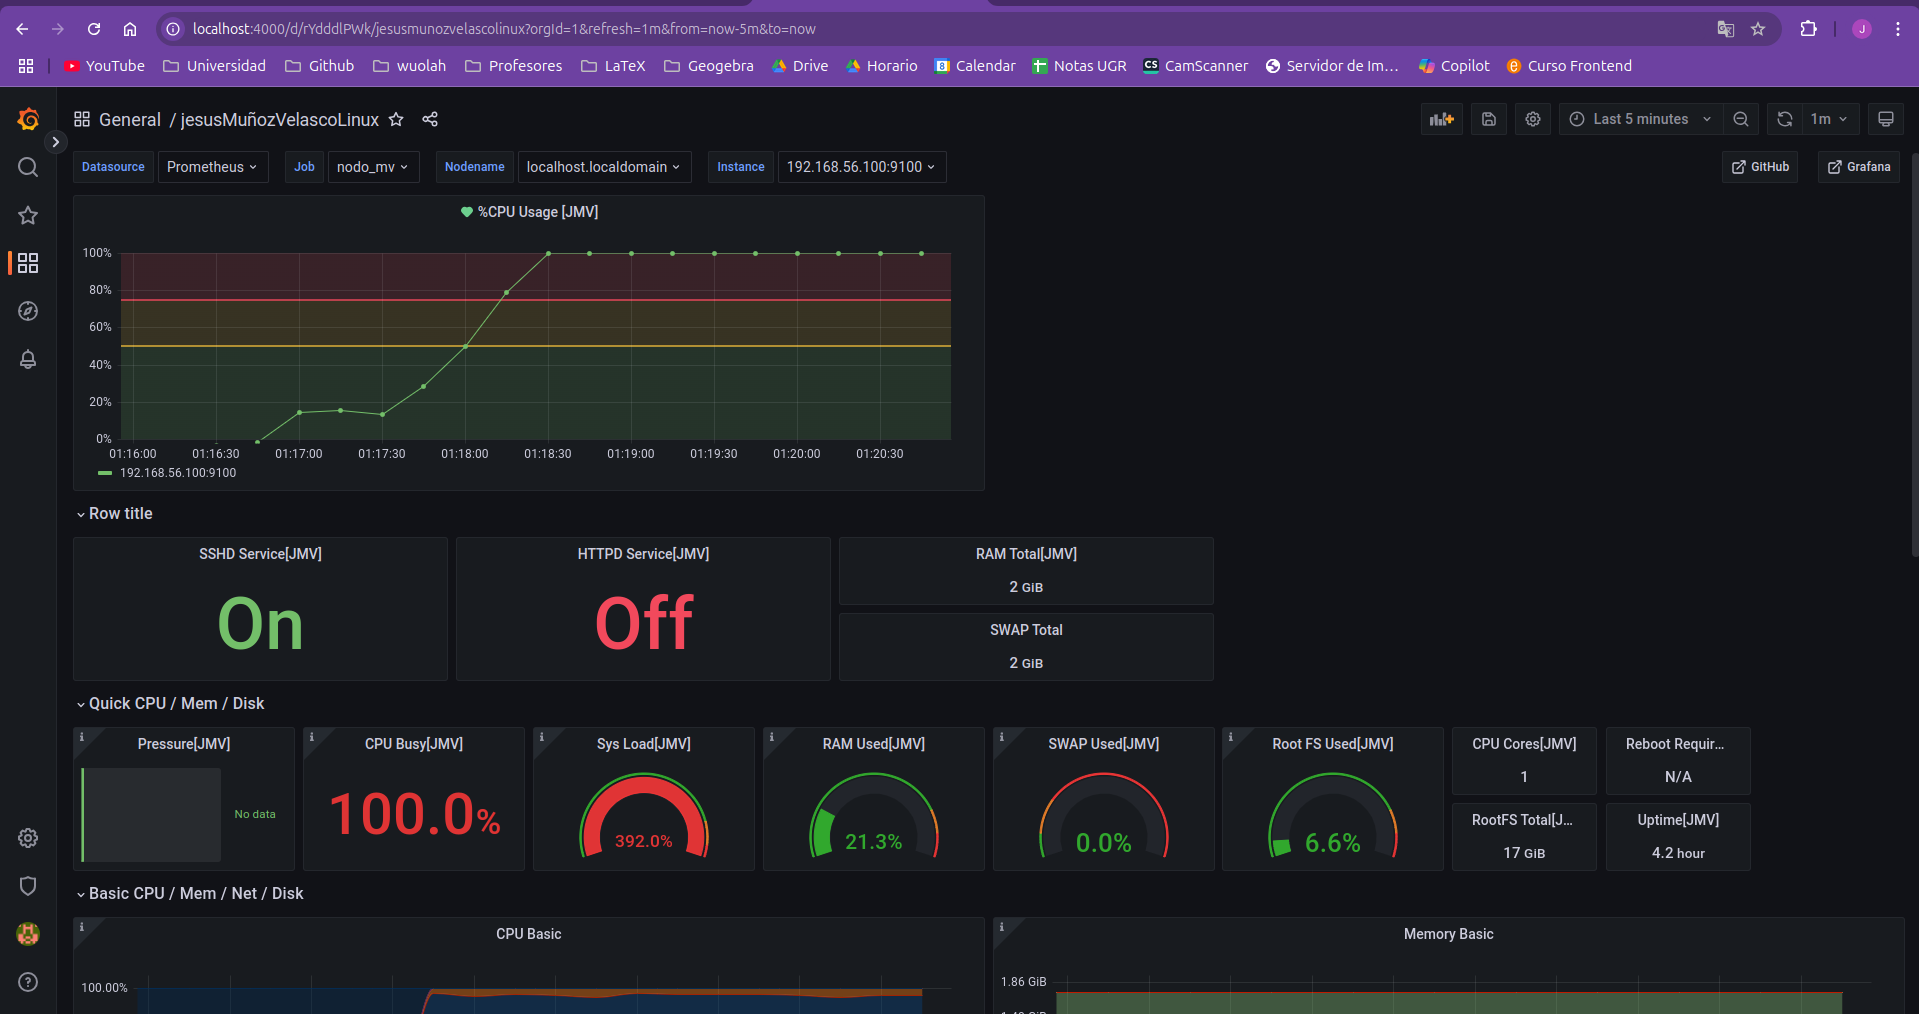 localhost:4000/d/rYdddlPWk/jesusmunozvelascolinux?orgId=1&refresh=1m&from=now-5m&to=now
J
YouTube Universidad Github wuolah Profesores LaTeX Geogebra Drive Horario 8 Calendar Notas UGR CS CamScanner Servidor de Im… Copilot e Curso Frontend
General / jesusMuñozVelascoLinux Last 5 minutes 1m
Datasource Prometheus Job nodo_mv Nodename localhost.localdomain Instance 192.168.56.100:9100 GitHub Grafana
%CPU Usage [JMV]
100%
80%
60%
40%
20%
0%
01:16:00 01:16:30 01:17:00 01:17:30 01:18:00 01:18:30 01:19:00 01:19:30 01:20:00 01:20:30
192.168.56.100:9100
Row title
SSHD Service[JMV] HTTPD Service[JMV] RAM Total[JMV]
On Off 2 GiB
SWAP Total
2 GiB
Quick CPU / Mem / Disk
Pressure[JMV] CPU Busy[JMV] Sys Load[JMV] RAM Used[JMV] SWAP Used[JMV] Root FS Used[JMV] CPU Cores[JMV] Reboot Requir...
No data 100.0% 392.0% 21.3% 0.0% 6.6% 1 N/A
RootFS Total[J... Uptime[JMV]
17 GiB 4.2 hour
Basic CPU / Mem / Net / Disk
CPU Basic Memory Basic
100.00% 1.86 GiB